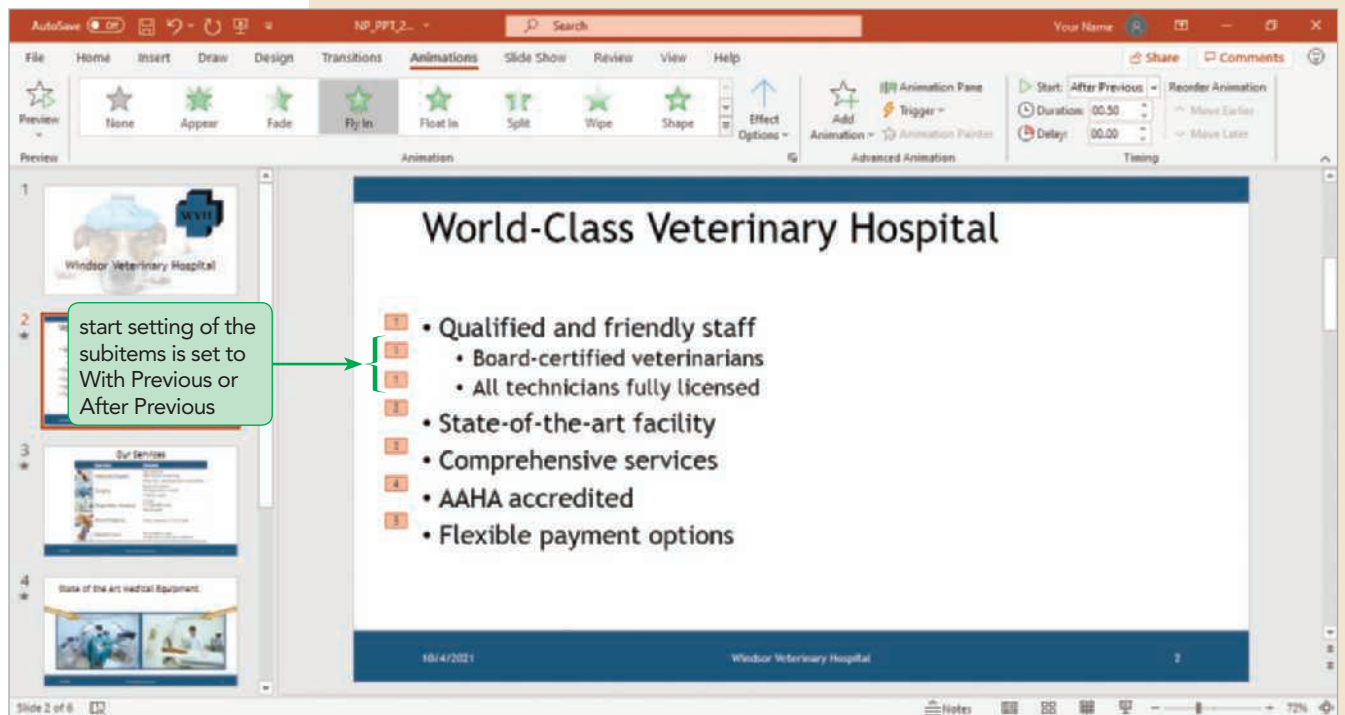 AutoSave Off NP_PPT_2... Search Your Name
File Home Insert Draw Design Transitions Animations Slide Show Review View Help Share Comments
Preview None Appear Fade Fly In Float In Split Wipe Shape Effect Options Add Animation Animation Pane Trigger Animation Painter Start: After Previous Duration: 00.50 Delay: 00.00 Reorder Animation Move Earlier Move Later
Preview Animation Advanced Animation Timing
1
WVH
Windsor Veterinary Hospital
2
start setting of the
subitems is set to
With Previous or
After Previous
3
Our Services
4
State of the art Medical Equipment
World-Class Veterinary Hospital
1 • Qualified and friendly staff
1 • Board-certified veterinarians
1 • All technicians fully licensed
2 • State-of-the-art facility
3 • Comprehensive services
4 • AAHA accredited
5 • Flexible payment options
10/4/2021 Windsor Veterinary Hospital 2
Slide 2 of 6 Notes 72%